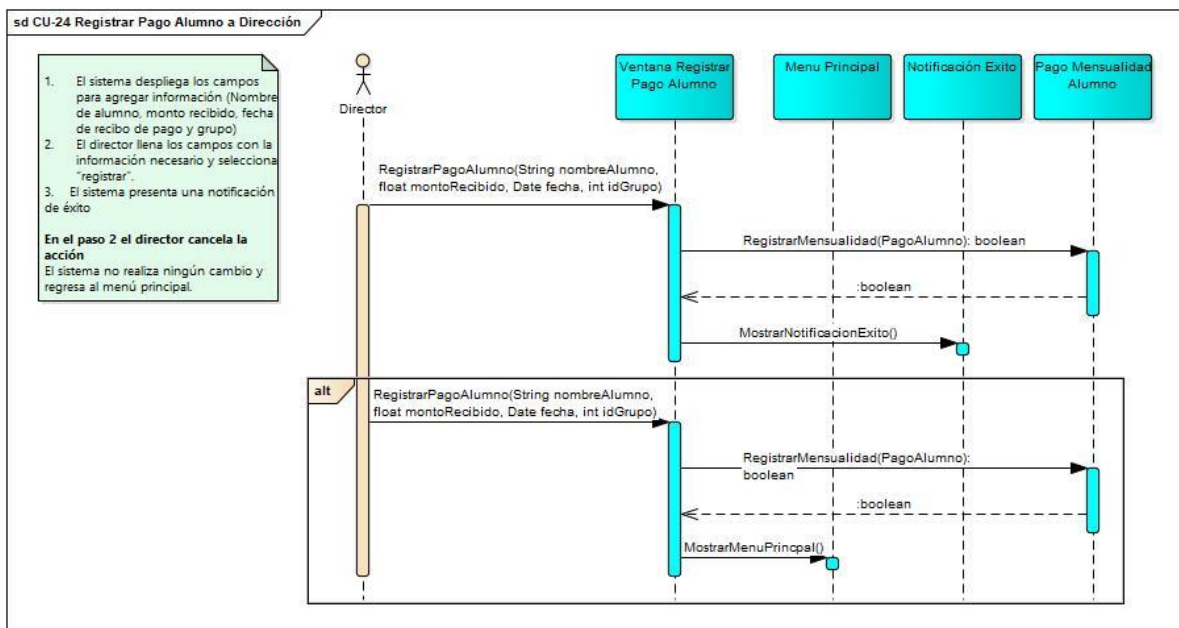 sd CU-24 Registrar Pago Alumno a Dirección
1. El sistema despliega los campos
para agregar información (Nombre
de alumno, monto recibido, fecha
de recibo de pago y grupo)
2. El director llena los campos con la
información necesario y selecciona
"registrar".
3. El sistema presenta una notificación
de éxito
En el paso 2 el director cancela la
acción
El sistema no realiza ningún cambio y
regresa al menú principal.
Director
Ventana Registrar
Pago Alumno
Menu Principal
Notificación Exito
Pago Mensualidad
Alumno
RegistrarPagoAlumno(String nombreAlumno,
float montoRecibido, Date fecha, int idGrupo)
RegistrarMensualidad(PagoAlumno): boolean
:boolean
MostrarNotificacionExito()
alt
RegistrarPagoAlumno(String nombreAlumno,
float montoRecibido, Date fecha, int idGrupo)
RegistrarMensualidad(PagoAlumno):
boolean
:boolean
MostrarMenuPrincpal()